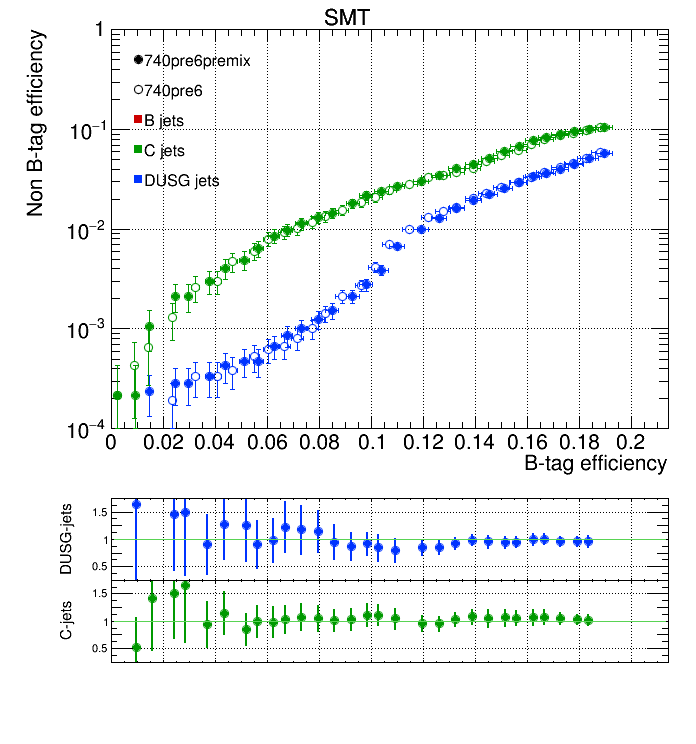 SMT
Non B-tag efficiency
1
10⁻¹
10⁻²
10⁻³
10⁻⁴
740pre6premix
740pre6
B jets
C jets
DUSG jets
0 0.02 0.04 0.06 0.08 0.1 0.12 0.14 0.16 0.18 0.2
B-tag efficiency
DUSG-jets
1.5
1
0.5
C-jets
1.5
1
0.5